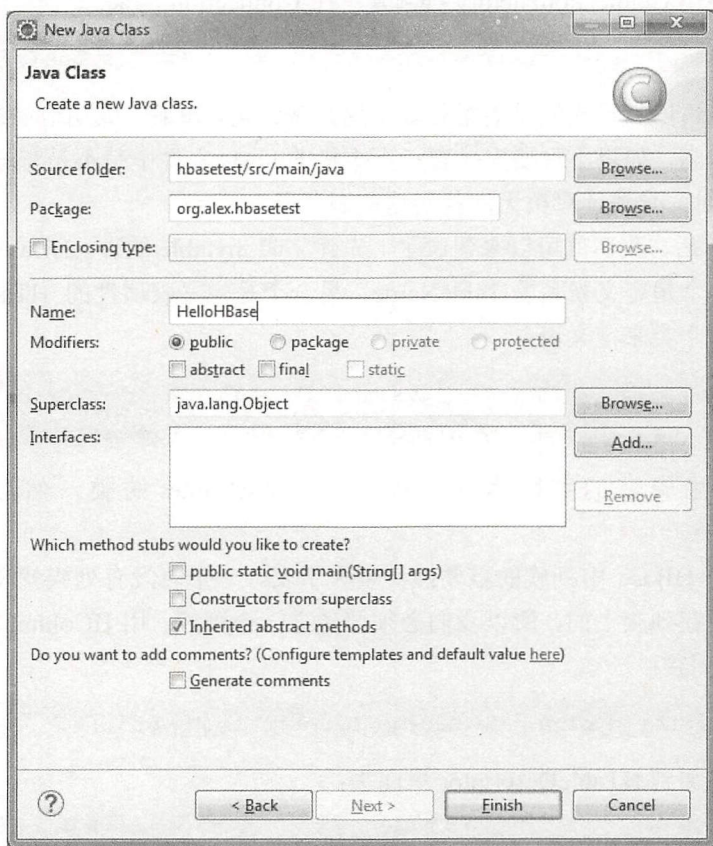 New Java Class
Java Class
Create a new Java class.
Source folder: hbasetest/src/main/java Browse...
Package: org.alex.hbasetest Browse...
Enclosing type: Browse...
Name: HelloHBase
Modifiers: public package private protected
abstract final static
Superclass: java.lang.Object Browse...
Interfaces: Add...
Remove
Which method stubs would you like to create?
public static void main(String[] args)
Constructors from superclass
Inherited abstract methods
Do you want to add comments? (Configure templates and default value here)
Generate comments
? < Back Next > Finish Cancel